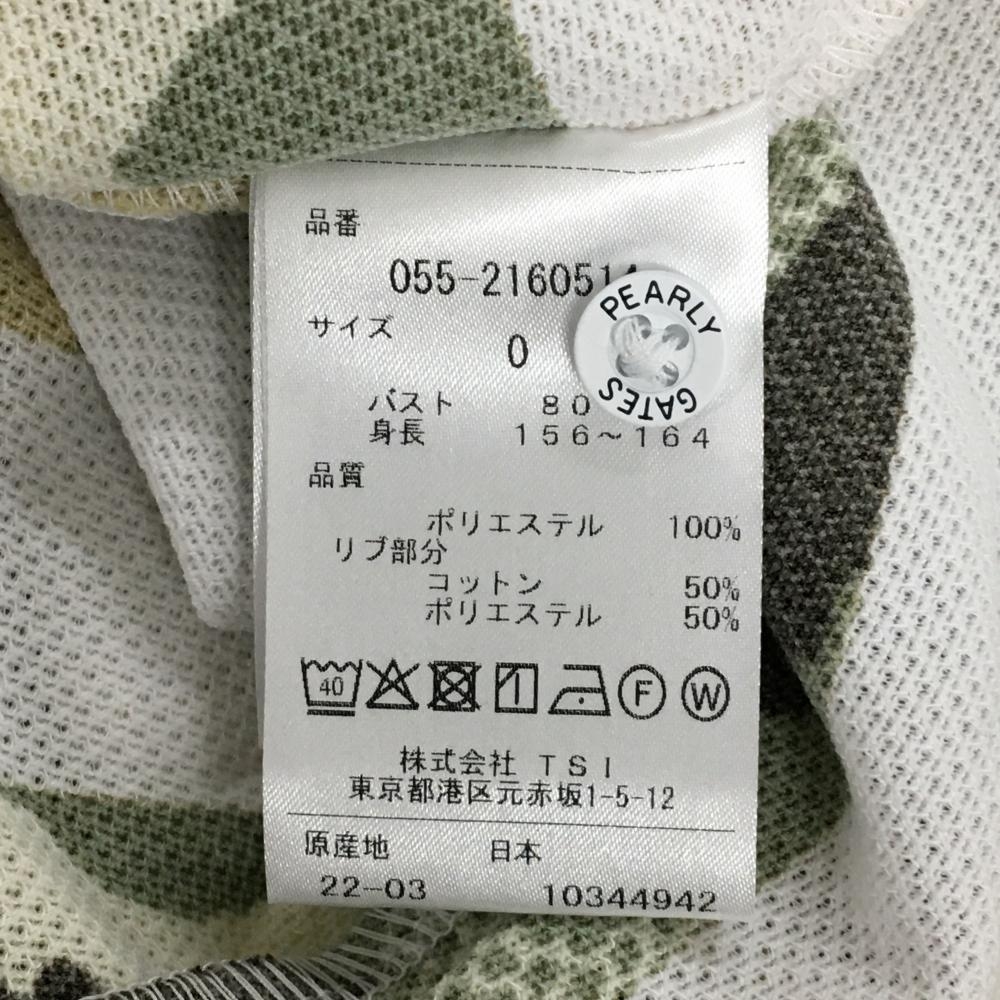 品番
055-2160514
サイズ
0
PEARLY GATES
バスト 80
身長 156~164
品質
ポリエステル 100%
リブ部分
コットン 50%
ポリエステル 50%
40
F
W
株式会社 TSI
東京都港区元赤坂1-5-12
原産地 日本
22-03 10344942